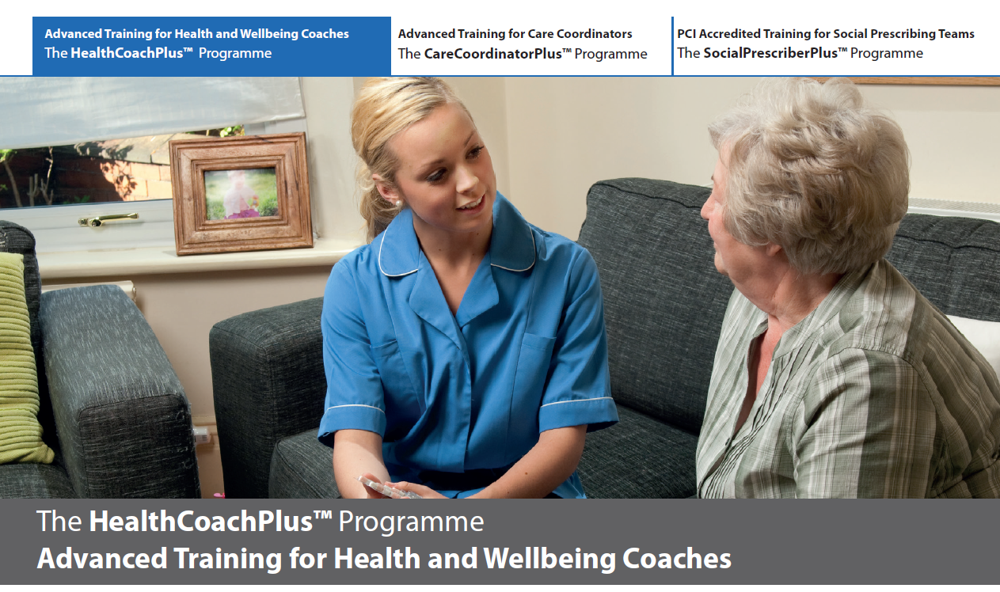 Advanced Training for Health and Wellbeing Coaches
The HealthCoachPlus™ Programme
Advanced Training for Care Coordinators
The CareCoordinatorPlus™ Programme
PCI Accredited Training for Social Prescribing Teams
The SocialPrescriberPlus™ Programme
The HealthCoachPlus™ Programme
Advanced Training for Health and Wellbeing Coaches